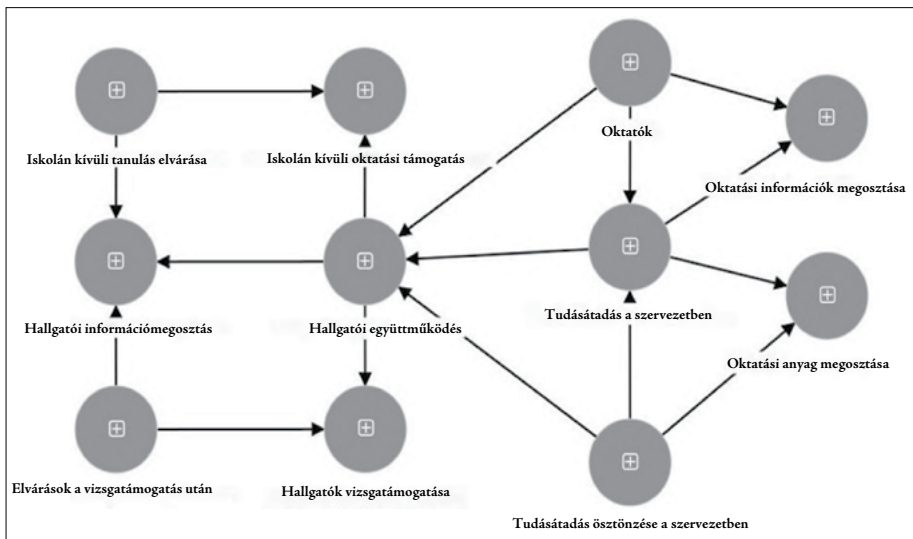 Oktatók
Iskolán kívüli tanulás elvárása
Iskolán kívüli oktatási támogatás
Oktatási információk megosztása
Tudásátadás a szervezetben
Hallgatói információmegosztás
Hallgatói együttműködés
Oktatási anyag megosztása
Elvárások a vizsgatámogatás után
Hallgatók vizsgatámogatása
Tudásátadás ösztönzése a szervezetben